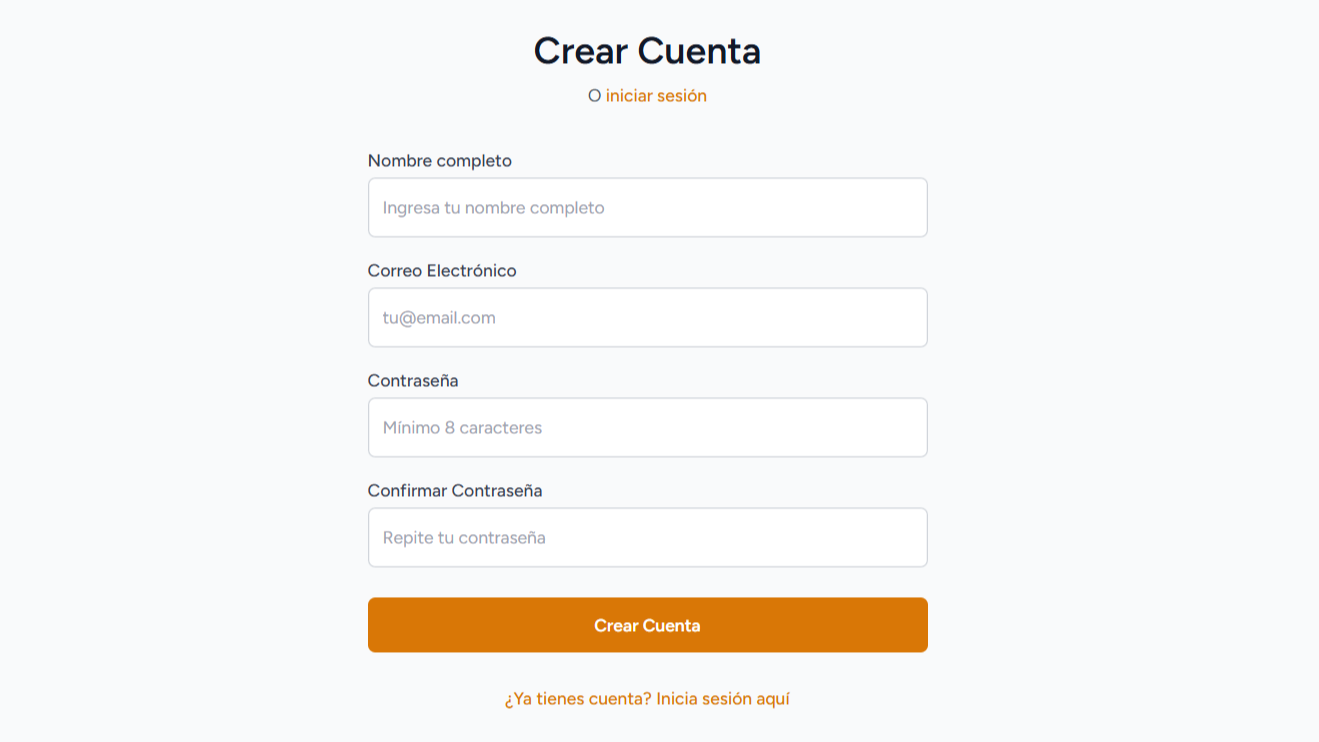 Crear Cuenta
O iniciar sesión
Nombre completo
Ingresa tu nombre completo
Correo Electrónico
tu@email.com
Contraseña
Mínimo 8 caracteres
Confirmar Contraseña
Repite tu contraseña
Crear Cuenta
¿Ya tienes cuenta? Inicia sesión aquí